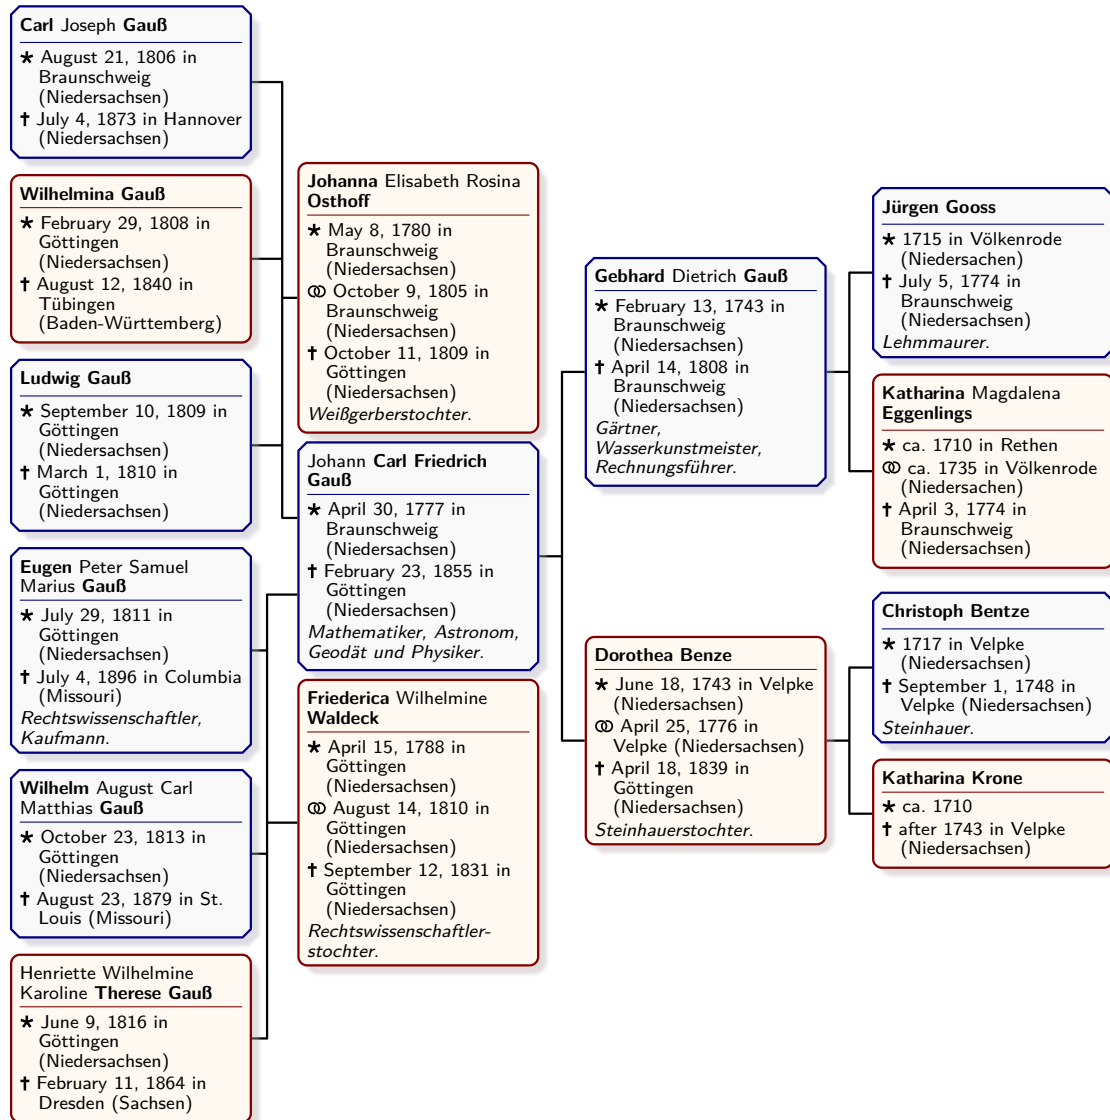 Carl Joseph Gauß
★ August 21, 1806 in
Braunschweig
(Niedersachsen)
† July 4, 1873 in Hannover
(Niedersachsen)
Wilhelmina Gauß
★ February 29, 1808 in
Göttingen
(Niedersachsen)
† August 12, 1840 in
Tübingen
(Baden-Württemberg)
Ludwig Gauß
★ September 10, 1809 in
Göttingen
(Niedersachsen)
† March 1, 1810 in
Göttingen
(Niedersachsen)
Eugen Peter Samuel
Marius Gauß
★ July 29, 1811 in
Göttingen
(Niedersachsen)
† July 4, 1896 in Columbia
(Missouri)
Rechtswissenschaftler,
Kaufmann.
Wilhelm August Carl
Matthias Gauß
★ October 23, 1813 in
Göttingen
(Niedersachsen)
† August 23, 1879 in St.
Louis (Missouri)
Henriette Wilhelmine
Karoline Therese Gauß
★ June 9, 1816 in
Göttingen
(Niedersachsen)
† February 11, 1864 in
Dresden (Sachsen)
Johanna Elisabeth Rosina
Osthoff
★ May 8, 1780 in
Braunschweig
(Niedersachsen)
⚭ October 9, 1805 in
Braunschweig
(Niedersachsen)
† October 11, 1809 in
Göttingen
(Niedersachsen)
Weißgerberstochter.
Johann Carl Friedrich
Gauß
★ April 30, 1777 in
Braunschweig
(Niedersachsen)
† February 23, 1855 in
Göttingen
(Niedersachsen)
Mathematiker, Astronom,
Geodät und Physiker.
Friederica Wilhelmine
Waldeck
★ April 15, 1788 in
Göttingen
(Niedersachsen)
⚭ August 14, 1810 in
Göttingen
(Niedersachsen)
† September 12, 1831 in
Göttingen
(Niedersachsen)
Rechtswissenschaftler-
stochter.
Gebhard Dietrich Gauß
★ February 13, 1743 in
Braunschweig
(Niedersachsen)
† April 14, 1808 in
Braunschweig
(Niedersachsen)
Gärtner,
Wasserkunstmeister,
Rechnungsführer.
Dorothea Benze
★ June 18, 1743 in Velpke
(Niedersachsen)
⚭ April 25, 1776 in
Velpke (Niedersachsen)
† April 18, 1839 in
Göttingen
(Niedersachsen)
Steinhauerstochter.
Jürgen Gooss
★ 1715 in Völkenrode
(Niedersachen)
† July 5, 1774 in
Braunschweig
(Niedersachsen)
Lehmmaurer.
Katharina Magdalena
Eggenlings
★ ca. 1710 in Rethen
⚭ ca. 1735 in Völkenrode
(Niedersachen)
† April 3, 1774 in
Braunschweig
(Niedersachsen)
Christoph Bentze
★ 1717 in Velpke
(Niedersachsen)
† September 1, 1748 in
Velpke (Niedersachsen)
Steinhauer.
Katharina Krone
★ ca. 1710
† after 1743 in Velpke
(Niedersachsen)